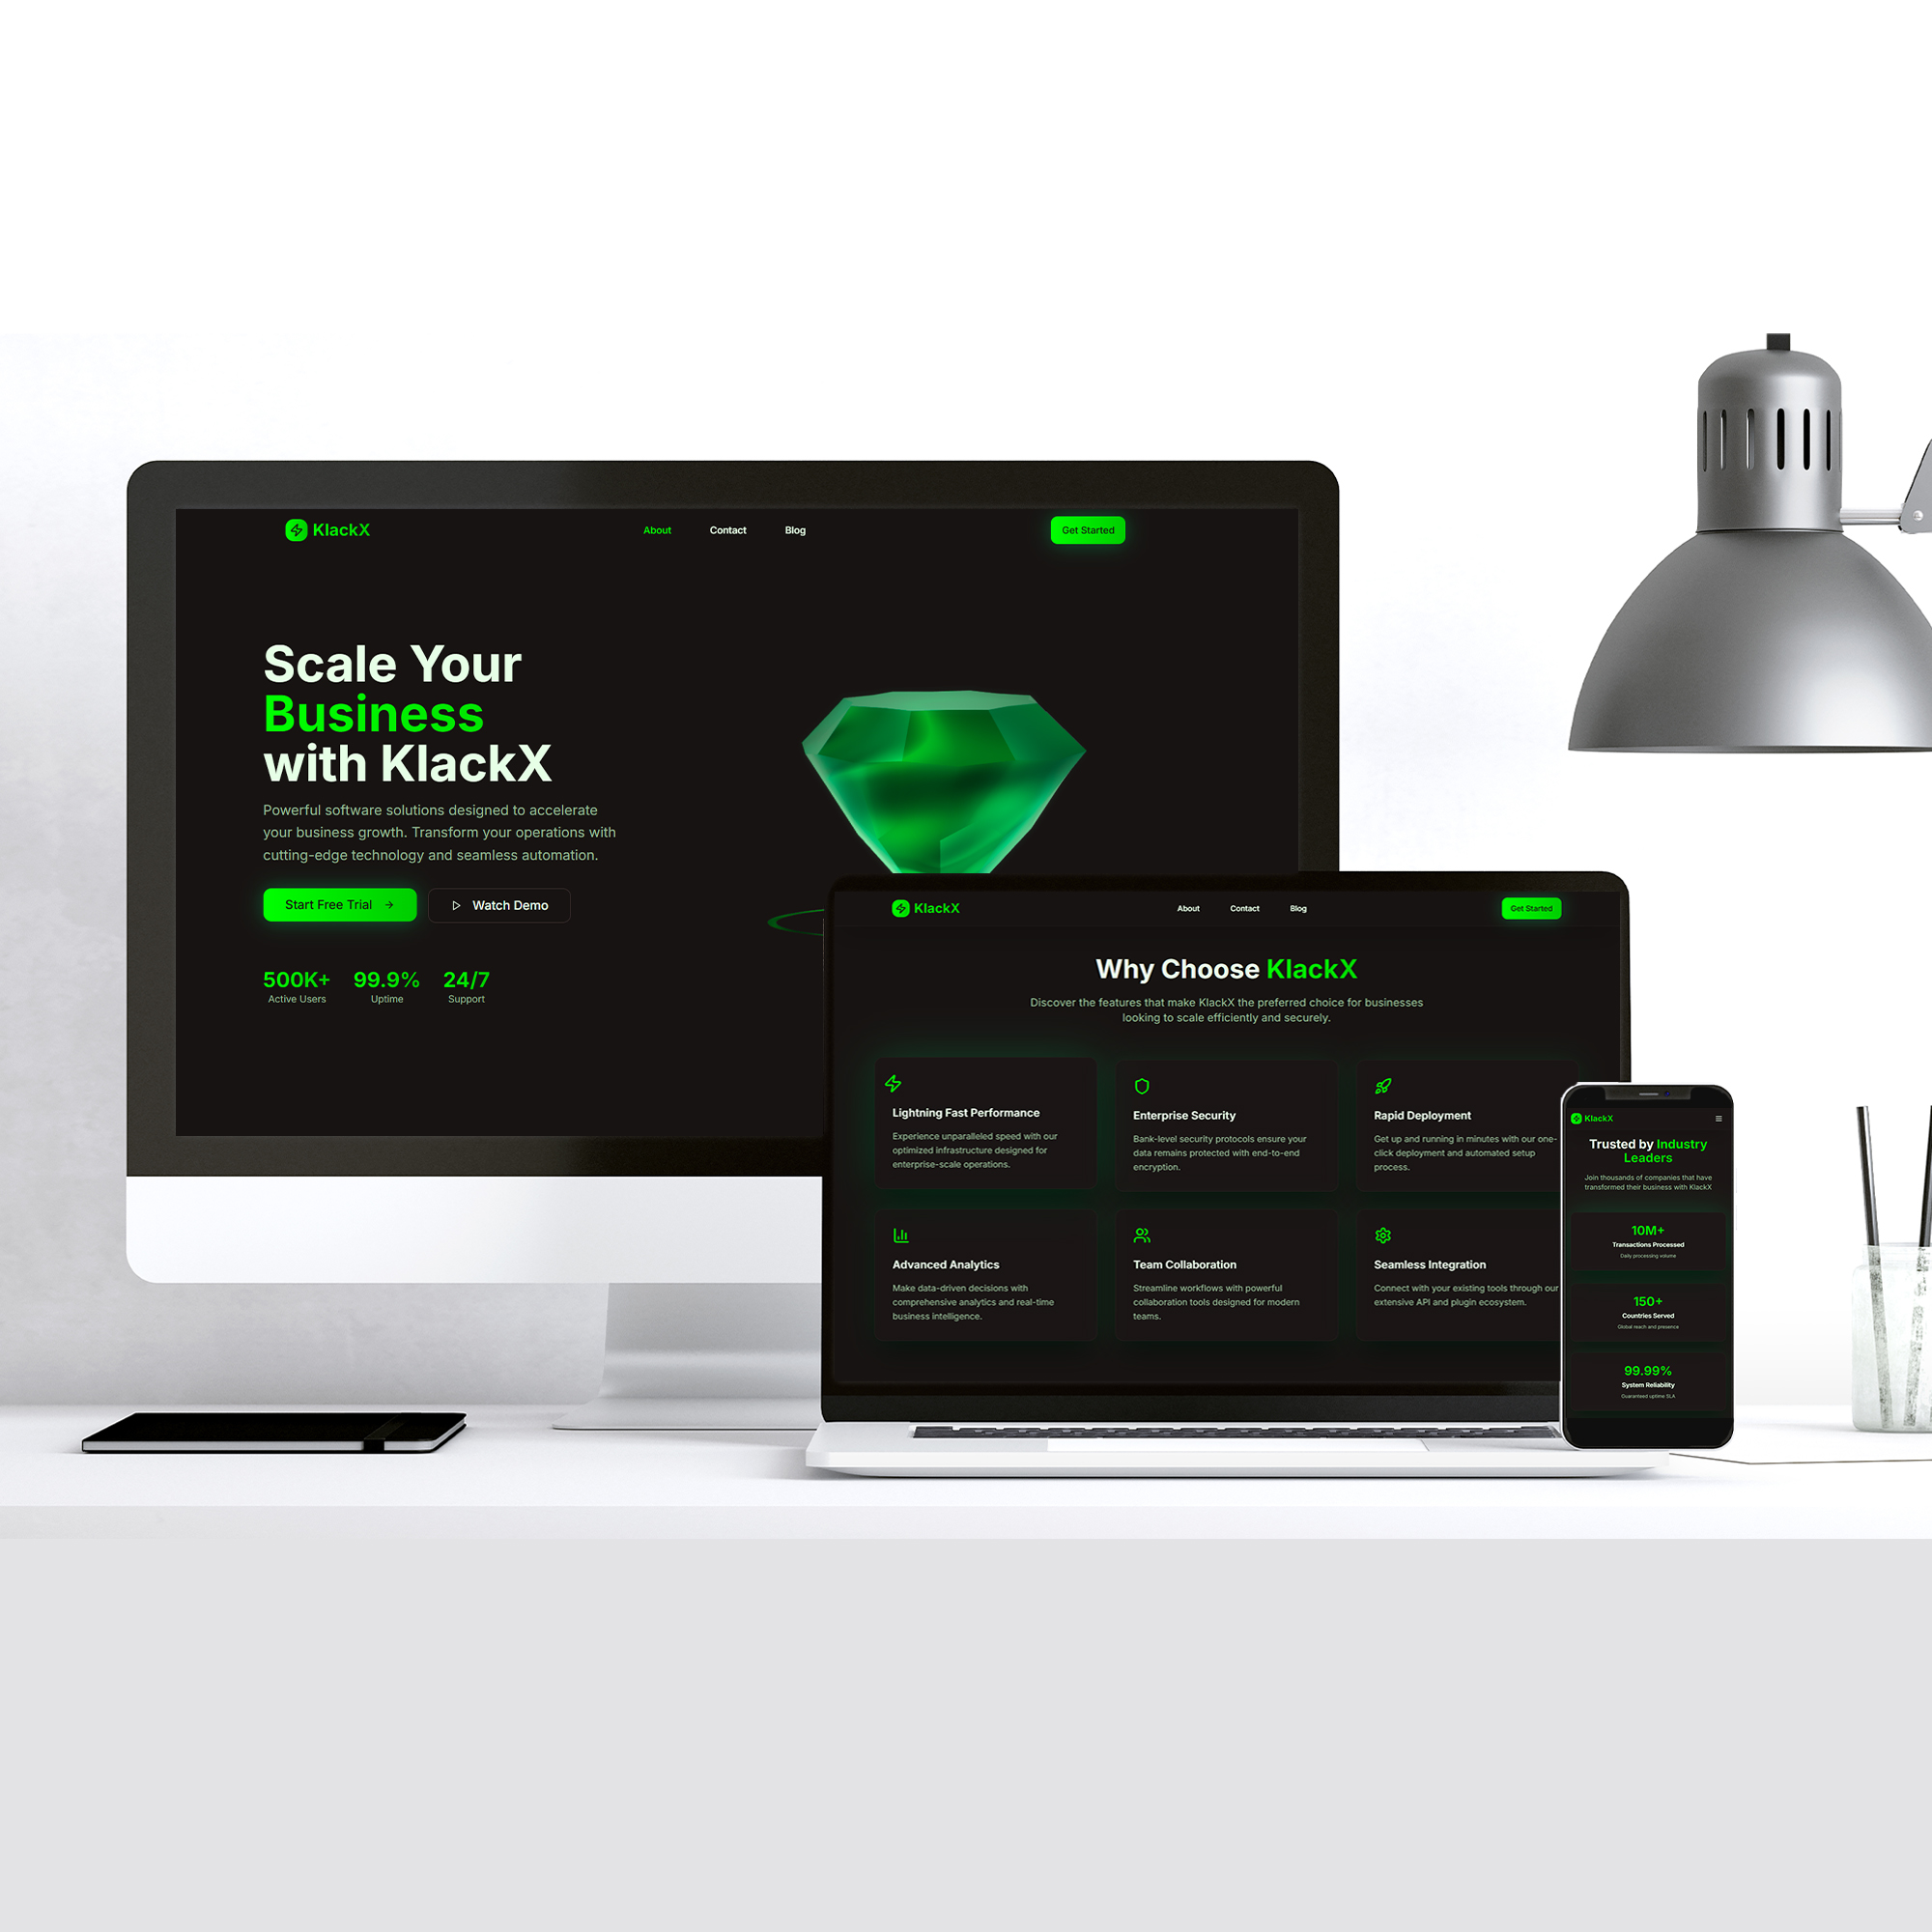 KlackX
About
Contact
Blog
Get Started
Scale Your
Business
with KlackX
Powerful software solutions designed to accelerate
your business growth. Transform your operations with
cutting-edge technology and seamless automation.
Start Free Trial
Watch Demo
500K+
Active Users
99.9%
Uptime
24/7
Support
KlackX
About
Contact
Blog
Get Started
Why Choose KlackX
Discover the features that make KlackX the preferred choice for businesses
looking to scale efficiently and securely.
Lightning Fast Performance
Experience unparalleled speed with our
optimized infrastructure designed for
enterprise-scale operations.
Enterprise Security
Bank-level security protocols ensure your
data remains protected with end-to-end
encryption.
Rapid Deployment
Get up and running in minutes with our one-
click deployment and automated setup
process.
Advanced Analytics
Make data-driven decisions with
comprehensive analytics and real-time
business intelligence.
Team Collaboration
Streamline workflows with powerful
collaboration tools designed for modern
teams.
Seamless Integration
Connect with your existing tools through our
extensive API and plugin ecosystem.
KlackX
Trusted by Industry
Leaders
Join thousands of companies that have
transformed their business with KlackX
10M+
Transactions Processed
Daily processing volume
150+
Countries Served
Global reach and presence
99.99%
System Reliability
Guaranteed uptime SLA